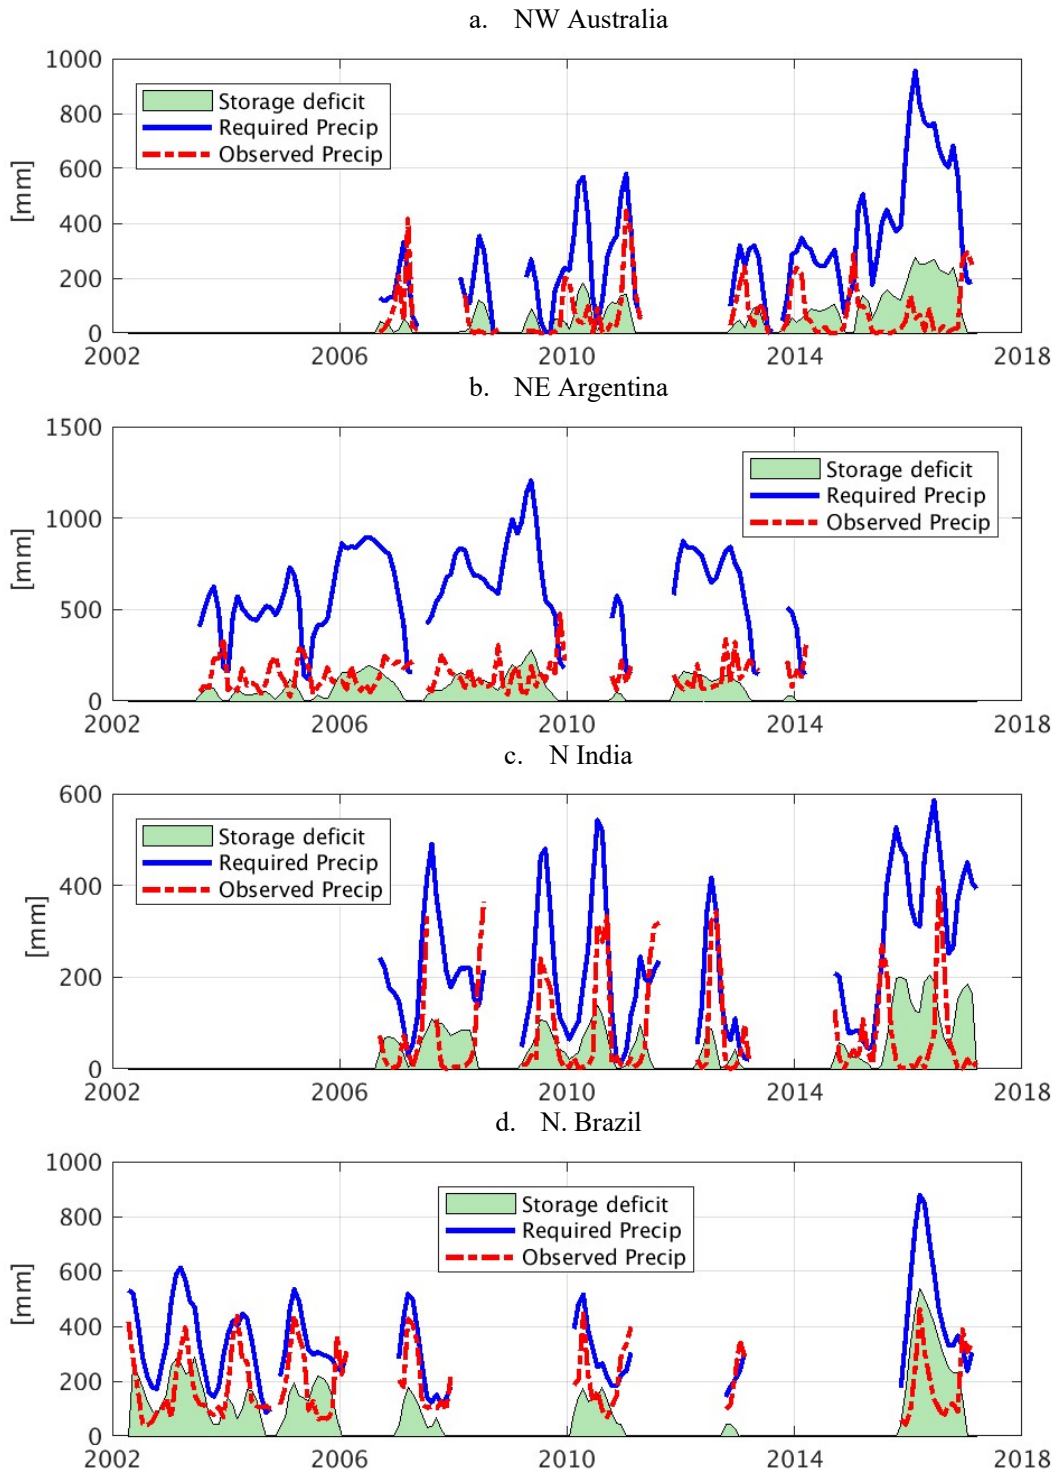 a. NW Australia
1000
800
600
400
200
0
[mm]
Storage deficit
Required Precip
Observed Precip
2002 2006 2010 2014 2018
b. NE Argentina
1500
1000
500
0
[mm]
Storage deficit
Required Precip
Observed Precip
2002 2006 2010 2014 2018
c. N India
600
400
200
0
[mm]
Storage deficit
Required Precip
Observed Precip
2002 2006 2010 2014 2018
d. N. Brazil
1000
800
600
400
200
0
[mm]
Storage deficit
Required Precip
Observed Precip
2002 2006 2010 2014 2018